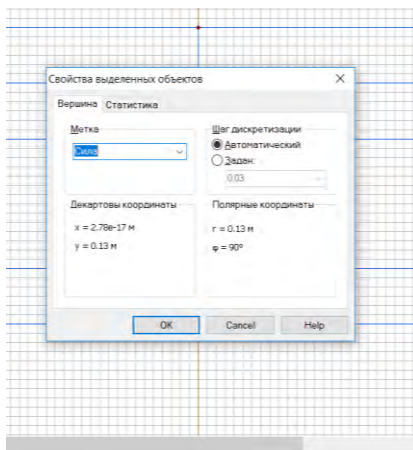 Свойства выделенных объектов
Вершина Статистика
Метка
Сила
Шаг дискретизации
Автоматический
Задан:
0.03
Декартовы координаты
x = 2.78e-17 м
y = 0.13 м
Полярные координаты
r = 0.13 м
φ = 90º
OK Cancel Help